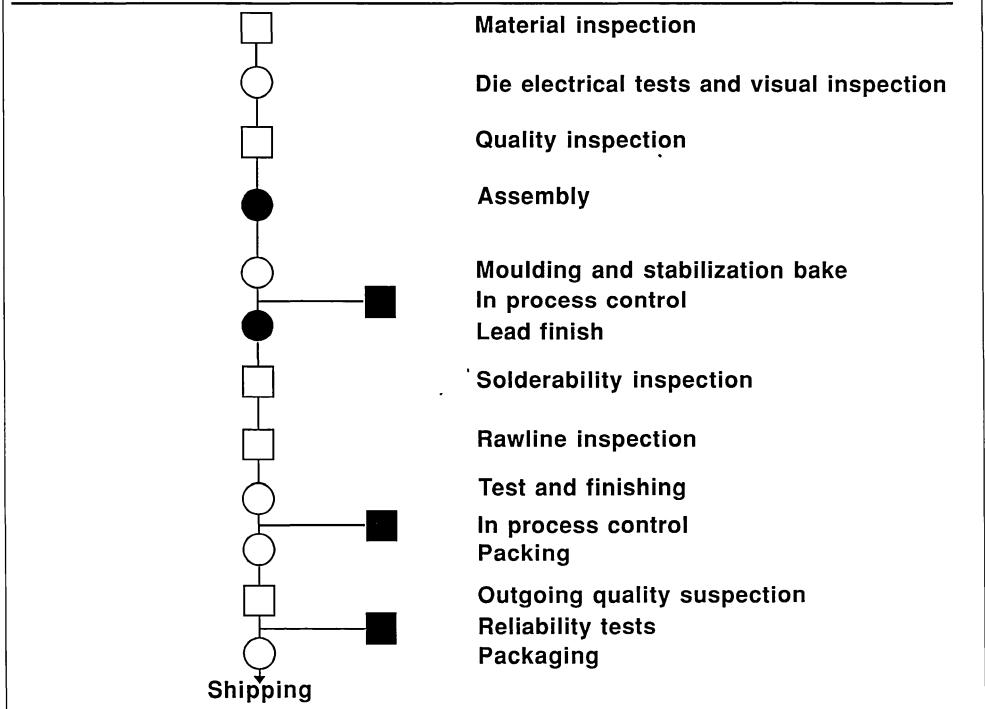 Material inspection
Die electrical tests and visual inspection
Quality inspection
Assembly
Moulding and stabilization bake
In process control
Lead finish
Solderability inspection
Rawline inspection
Test and finishing
In process control
Packing
Outgoing quality suspection
Reliability tests
Packaging
Shipping